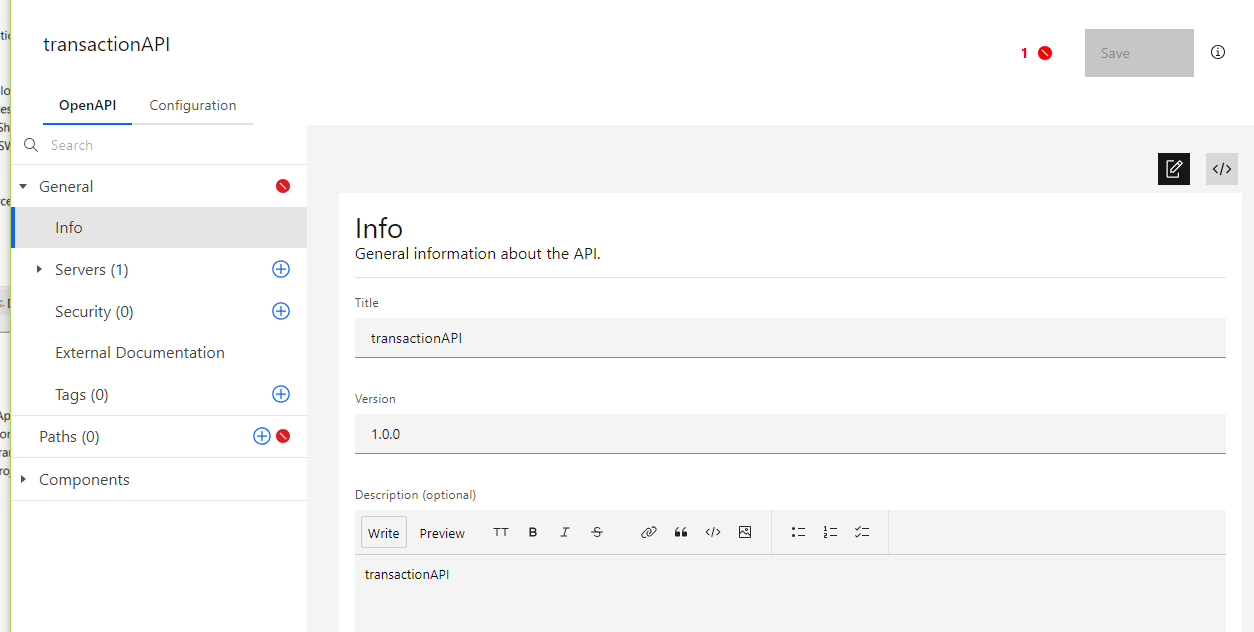 transactionAPI
1
Save
OpenAPI Configuration
Search
General
Info
Servers (1)
Security (0)
External Documentation
Tags (0)
Paths (0)
Components
Info
General information about the API.
Title
transactionAPI
Version
1.0.0
Description (optional)
Write Preview TT B I S
transactionAPI